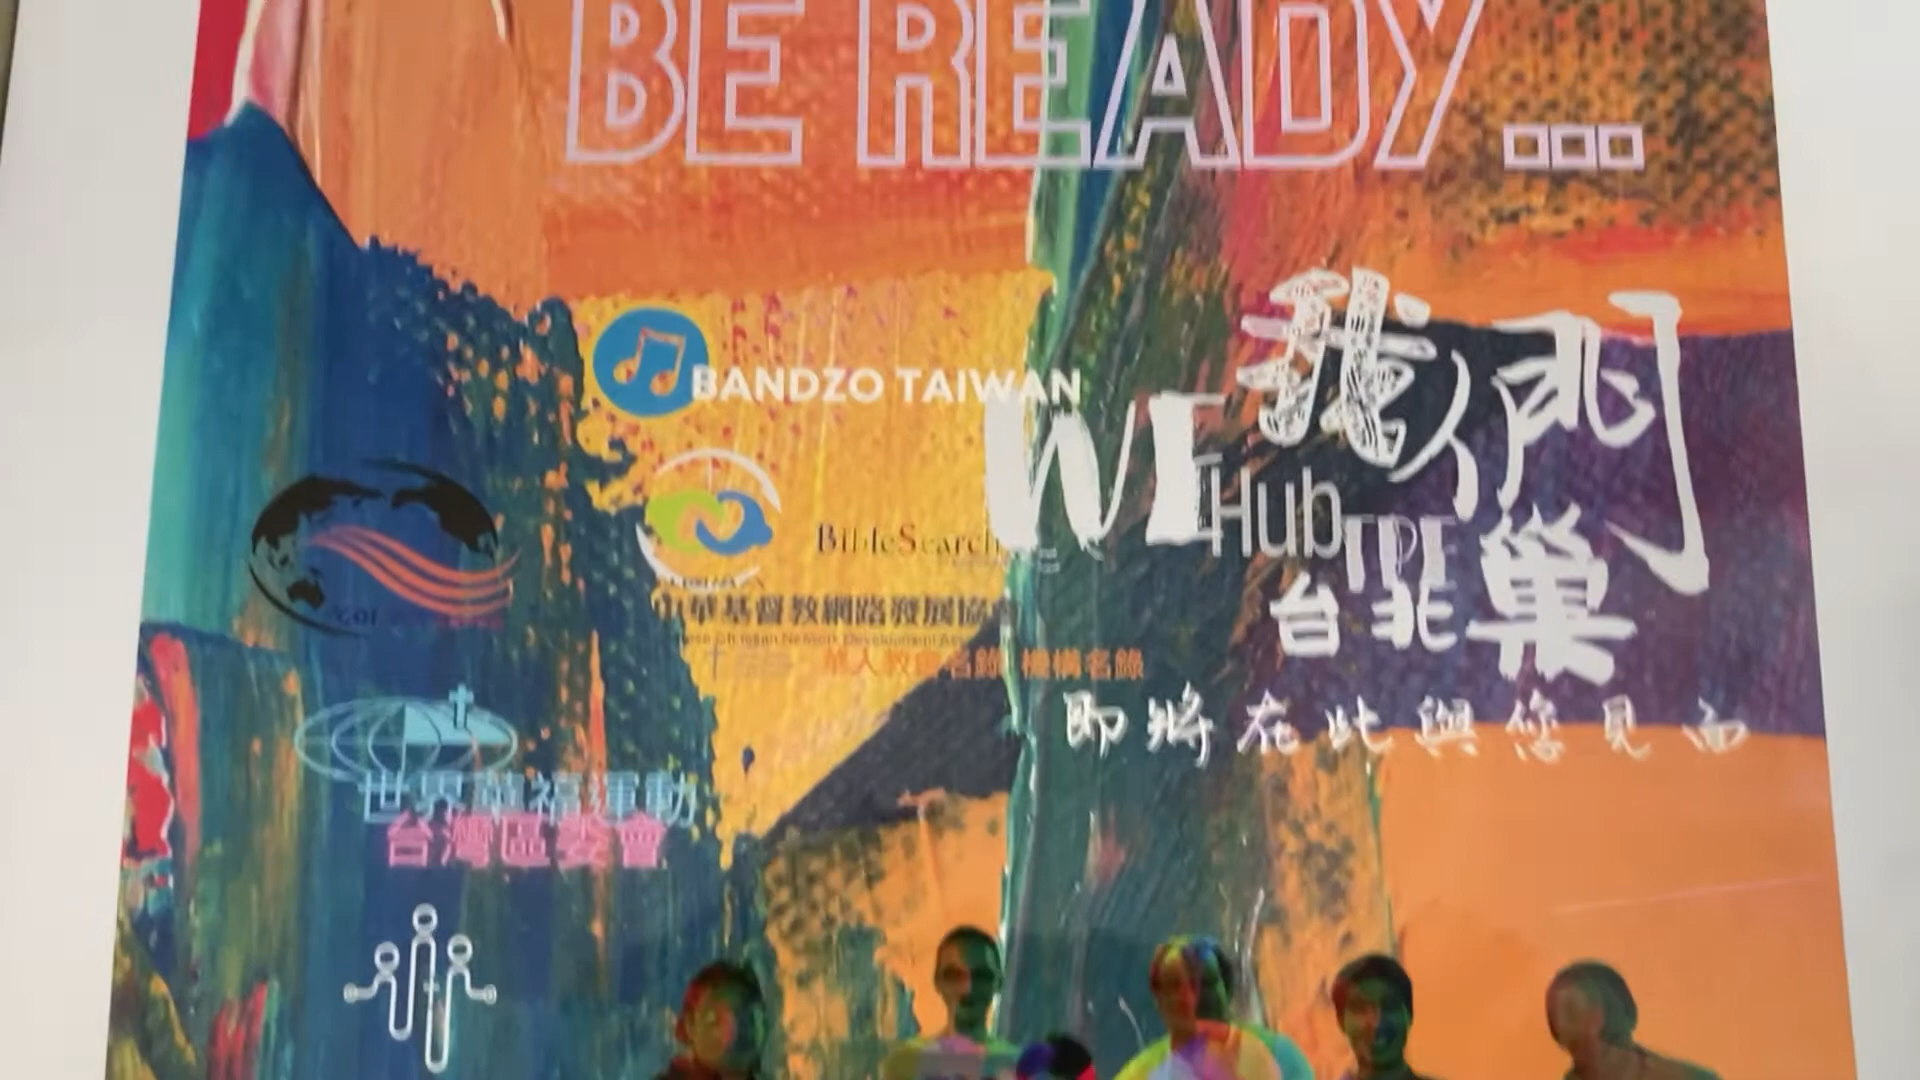 BE READY...
BANDZO TAIWAN
我們
WE Hub TPE
巢
台北
BibleSearch
中華基督教網路發展協會
華人教會名錄 機構名錄
即將在此與您見面
世界華福運動
台灣區委會